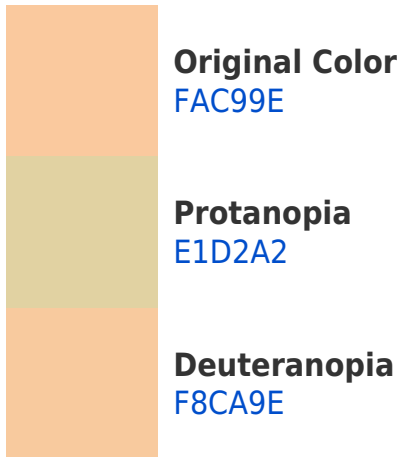 Original Color
FAC99E
Protanopia
E1D2A2
Deuteranopia
F8CA9E